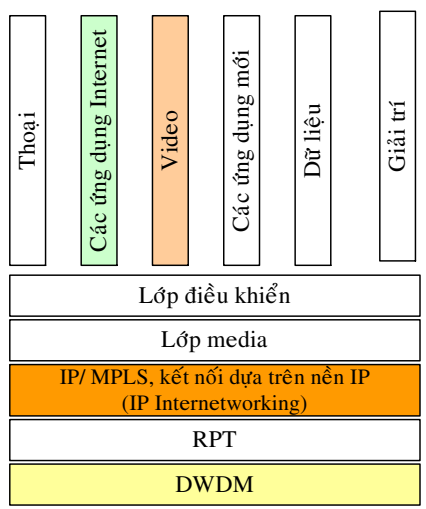 Thoại
Các ứng dụng Internet
Video
Các ứng dụng mới
Dữ liệu
Giải trí
Lớp điều khiển
Lớp media
IP/ MPLS, kết nối dựa trên nền IP
(IP Internetworking)
RPT
DWDM